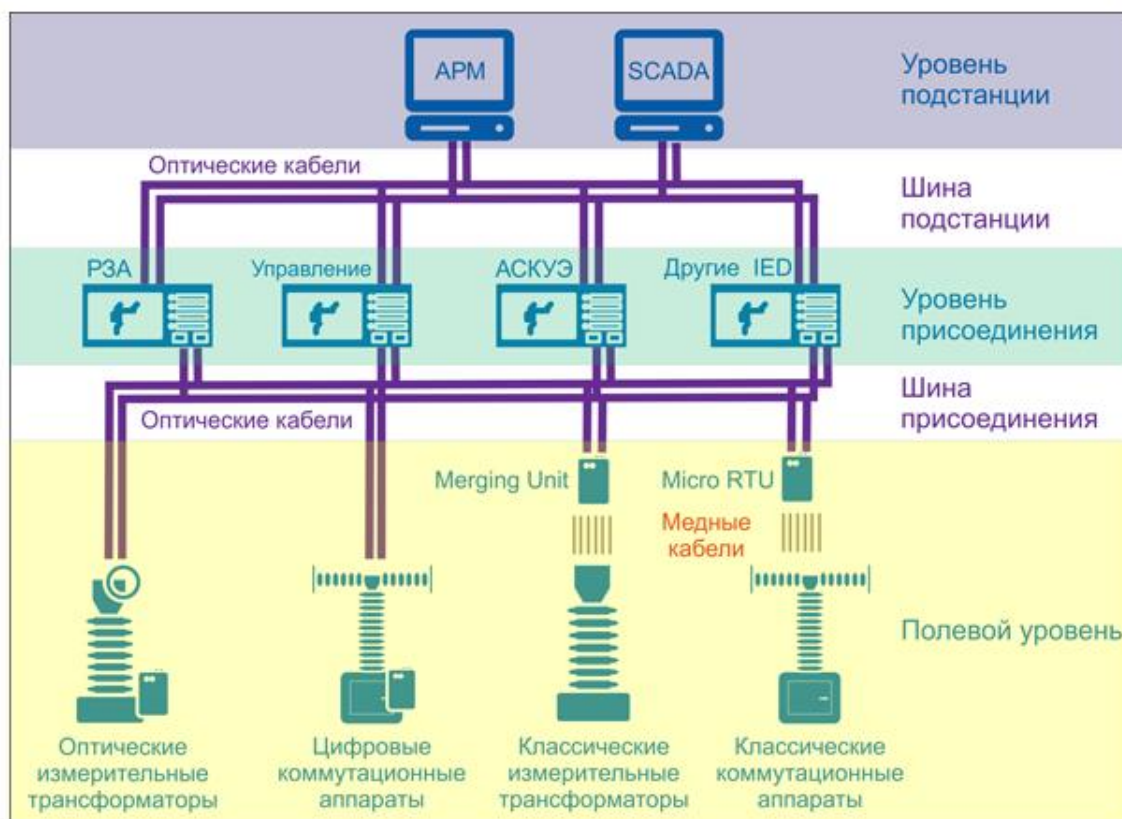 АРМ
SCADA
Уровень
подстанции
Оптические кабели
Шина
подстанции
РЗА
Управление
АСКУЭ
Другие IED
Уровень
присоединения
Оптические кабели
Шина
присоединения
Merging Unit
Micro RTU
Медные
кабели
Полевой уровень
Оптические
измерительные
трансформаторы
Цифровые
коммутационные
аппараты
Классические
измерительные
трансформаторы
Классические
коммутационные
аппараты